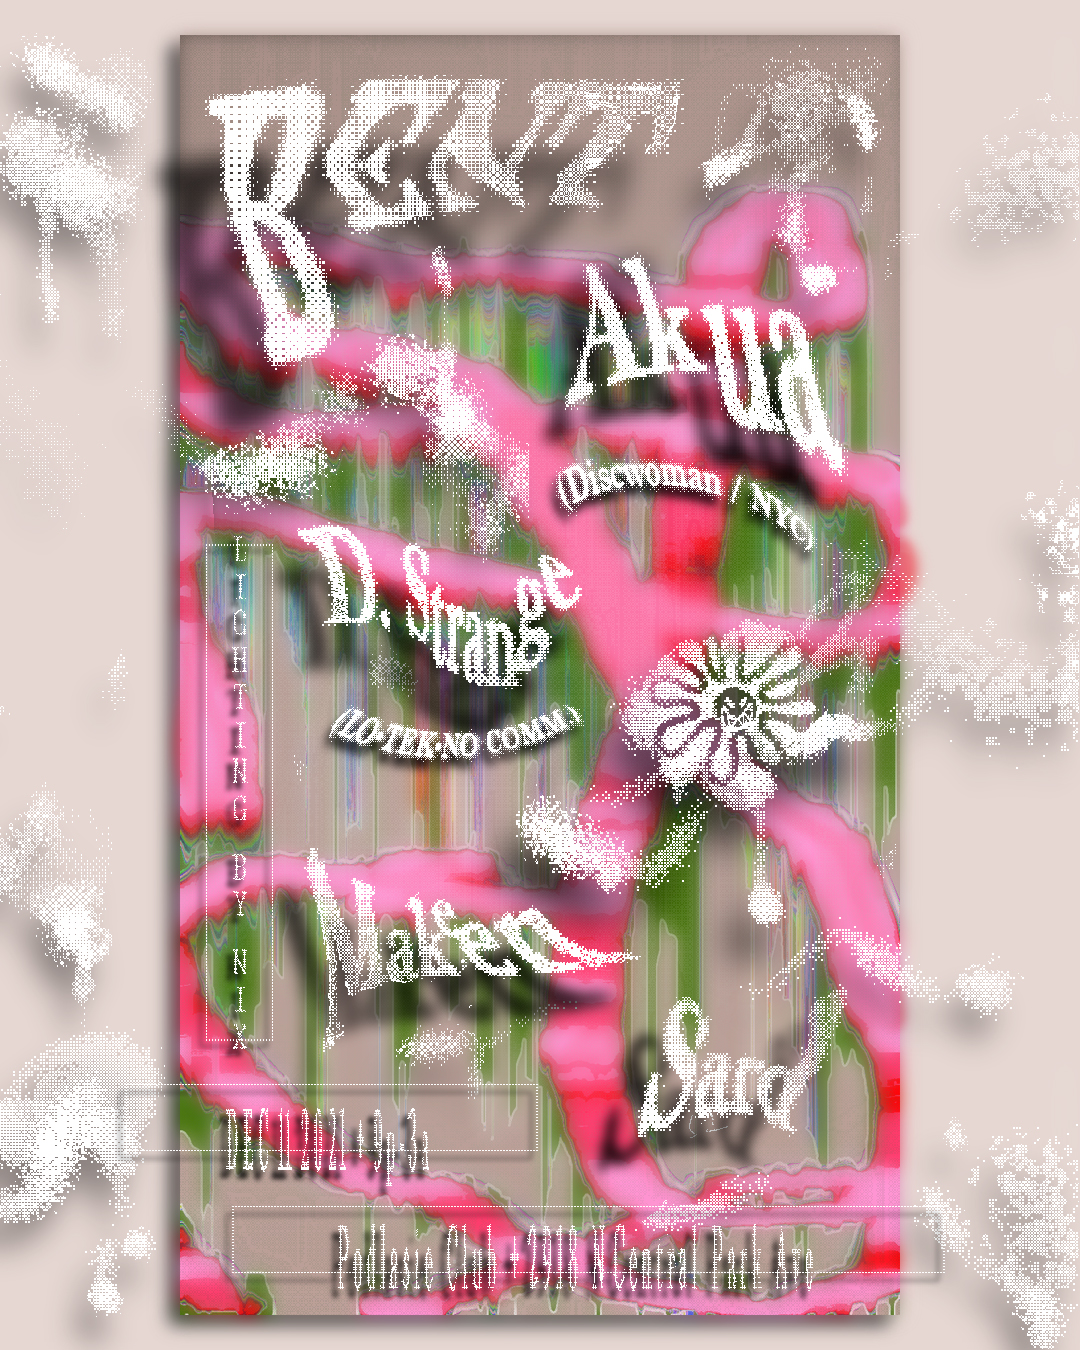 Akua
(Discwoman / NYC)
D. Strange
(LO-TEK-NO COMM.)
LIGHTING BY NIX
Maken
Sara
DEC 11 2021 + 9p-3a
Podlasie Club + 2918 N Central Park Ave